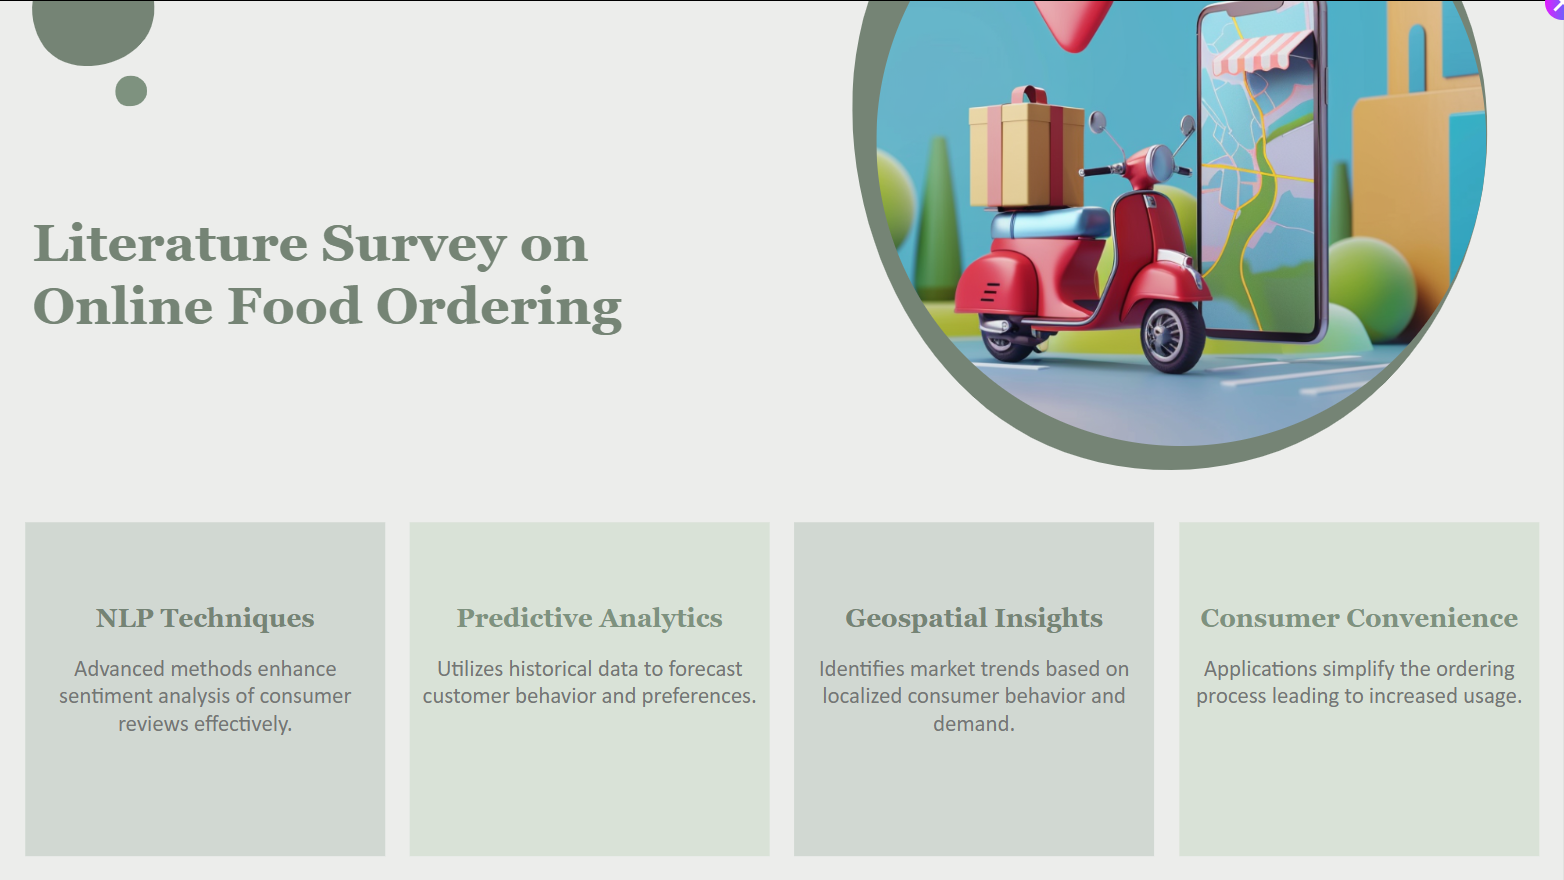 Literature Survey on
Online Food Ordering
NLP Techniques
Advanced methods enhance
sentiment analysis of consumer
reviews effectively.
Predictive Analytics
Utilizes historical data to forecast
customer behavior and preferences.
Geospatial Insights
Identifies market trends based on
localized consumer behavior and
demand.
Consumer Convenience
Applications simplify the ordering
process leading to increased usage.